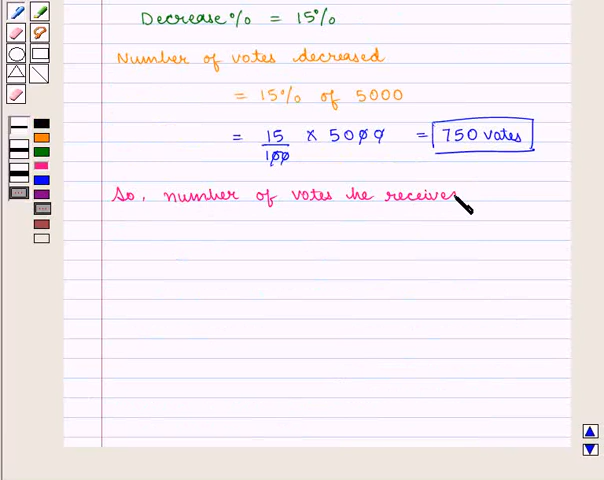 Decrease % = 15%
Number of votes decreased
= 15% of 5000
= 15/100 × 5000 = 750 votes
So, number of votes he receive